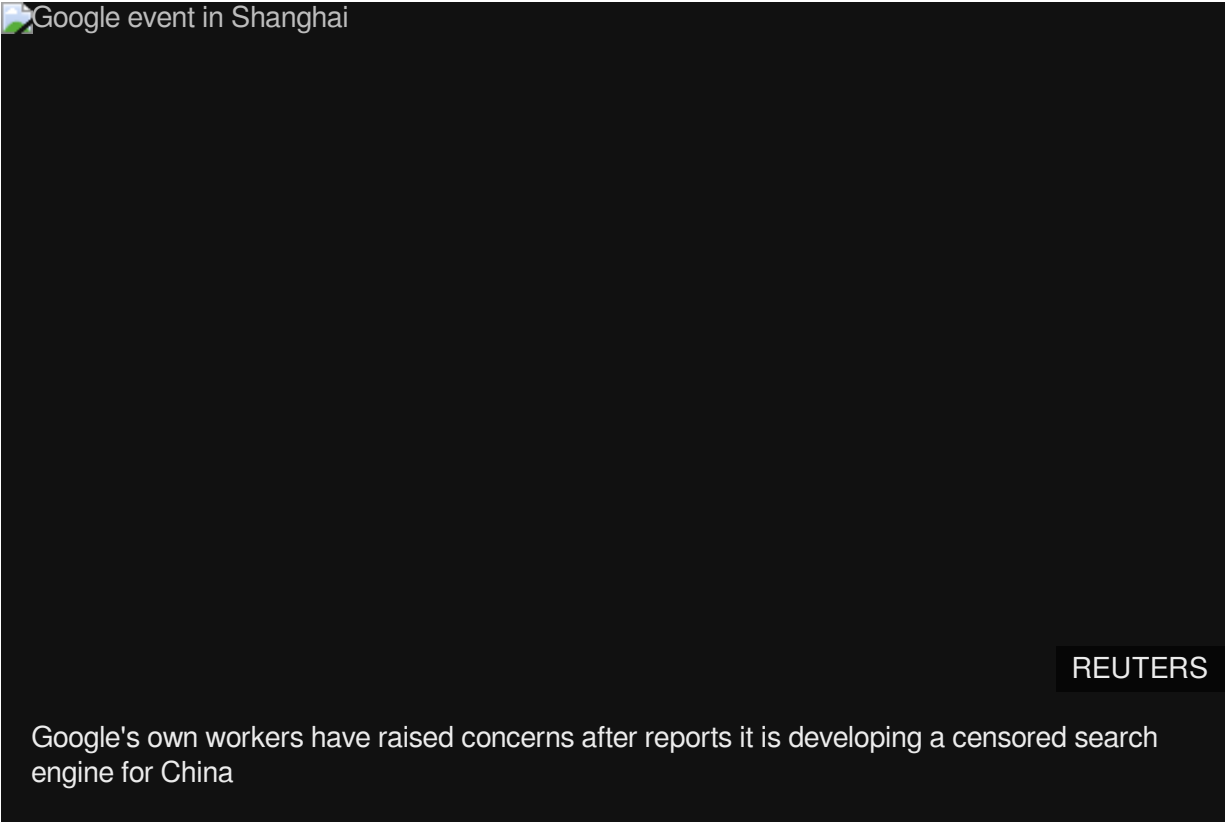 Google event in Shanghai
REUTERS
Google's own workers have raised concerns after reports it is developing a censored search
engine for China